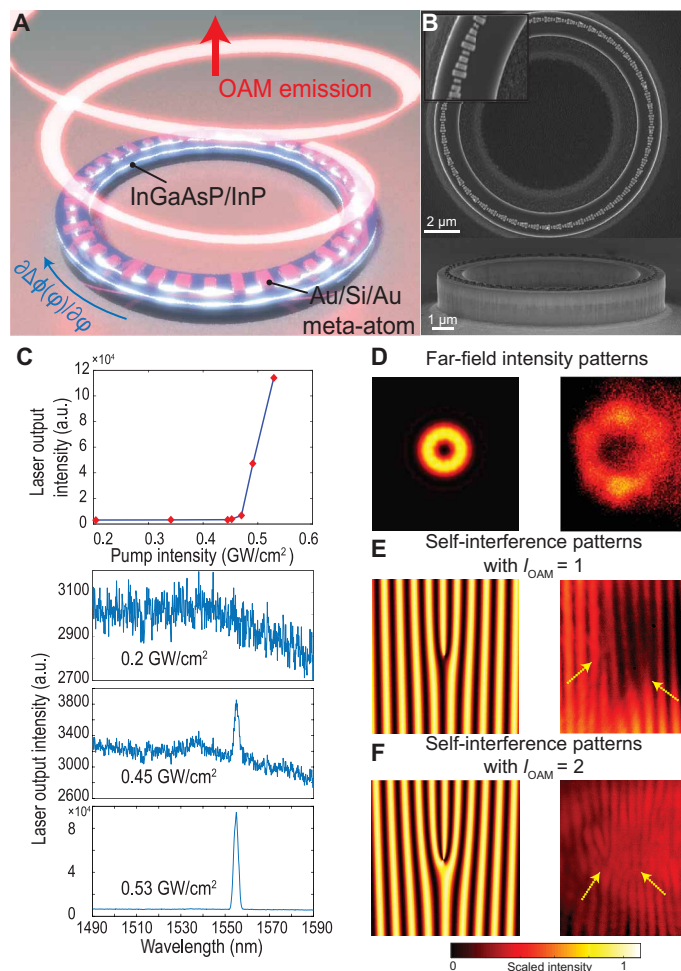 A
OAM emission
InGaAsP/InP
Au/Si/Au
meta-atom
∂Δϕ(φ)/∂φ
B
2 µm
1 µm
C
×10⁴
12
10
8
6
4
2
0
0.2 0.3 0.4 0.5 0.6
Laser output
intensity (a.u.)
Pump intensity (GW/cm²)
3100
2900
2700
0.2 GW/cm²
3800
3400
3000
2600
0.45 GW/cm²
×10⁴
8
4
0
0.53 GW/cm²
Laser output intensity (a.u.)
1490 1510 1530 1550 1570 1590
Wavelength (nm)
D
Far-field intensity patterns
E
Self-interference patterns
with l_OAM = 1
F
Self-interference patterns
with l_OAM = 2
0 1
Scaled intensity